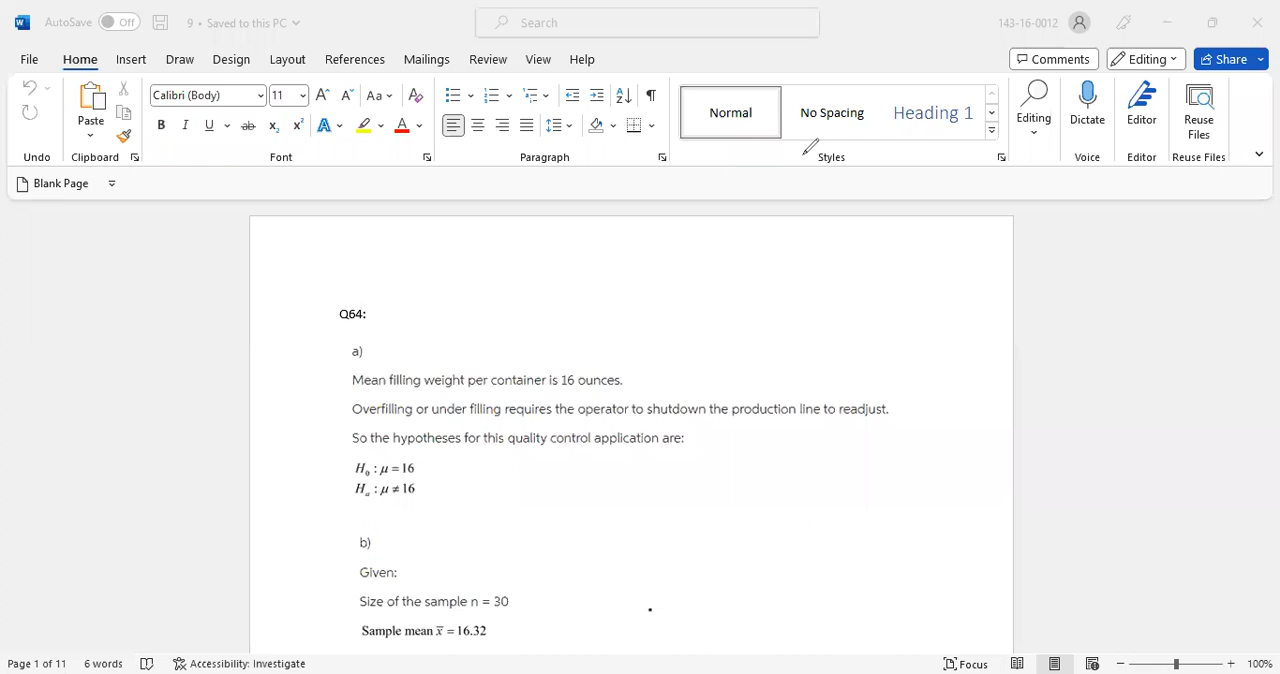 AutoSave Off 9 • Saved to this PC Search 143-16-0012
File Home Insert Draw Design Layout References Mailings Review View Help Comments Editing Share
Paste Calibri (Body) 11 Aa Normal No Spacing Heading 1 Editing Dictate Editor Reuse Files
B I U ab x₂ x² A A
Undo Clipboard Font Paragraph Styles Voice Editor Reuse Files
Blank Page
Q64:
a)
Mean filling weight per container is 16 ounces.
Overfilling or under filling requires the operator to shutdown the production line to readjust.
So the hypotheses for this quality control application are:
H₀ : μ = 16
Hₐ : μ ≠ 16
b)
Given:
Size of the sample n = 30
Sample mean x̅ = 16.32
Page 1 of 11 6 words Accessibility: Investigate Focus 100%